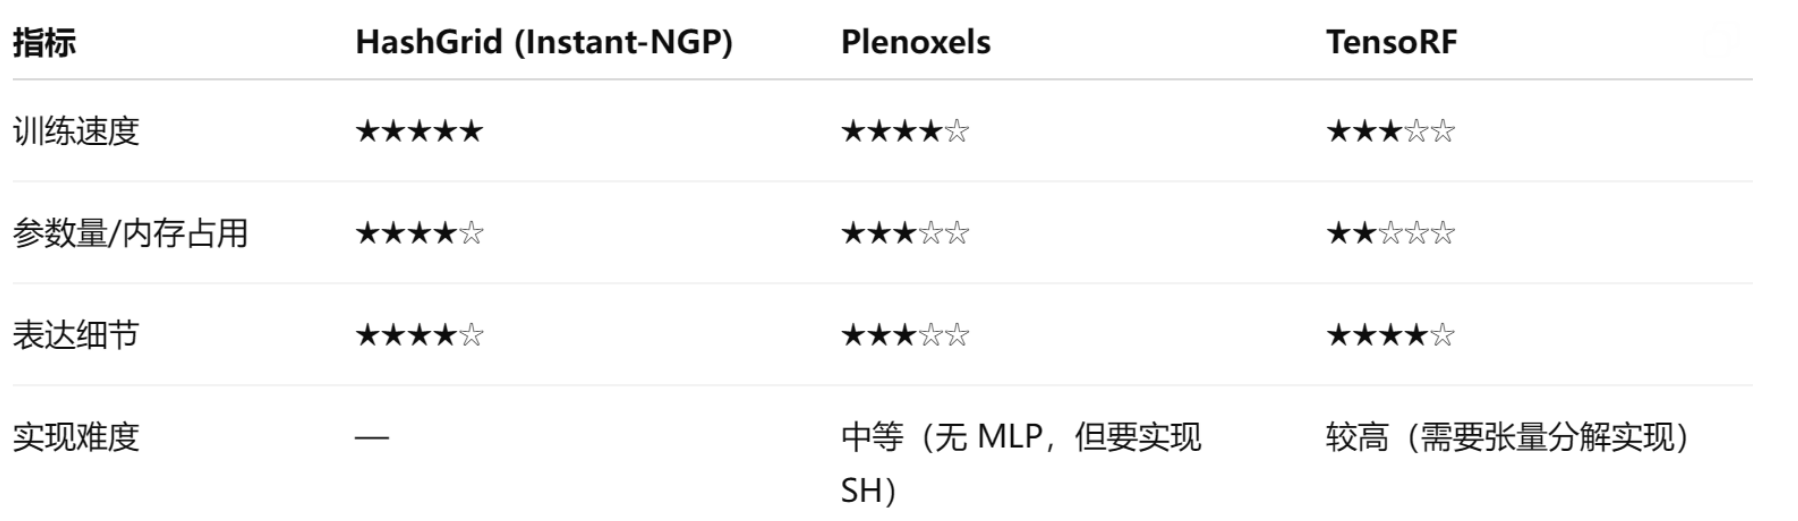 指标 HashGrid (Instant-NGP) Plenoxels TensoRF
训练速度 ★★★★★ ★★★★☆ ★★★☆☆
参数量/内存占用 ★★★★☆ ★★★☆☆ ★★☆☆☆
表达细节 ★★★★☆ ★★★☆☆ ★★★★☆
实现难度 — 中等（无 MLP，但要实现 较高（需要张量分解实现）
SH）